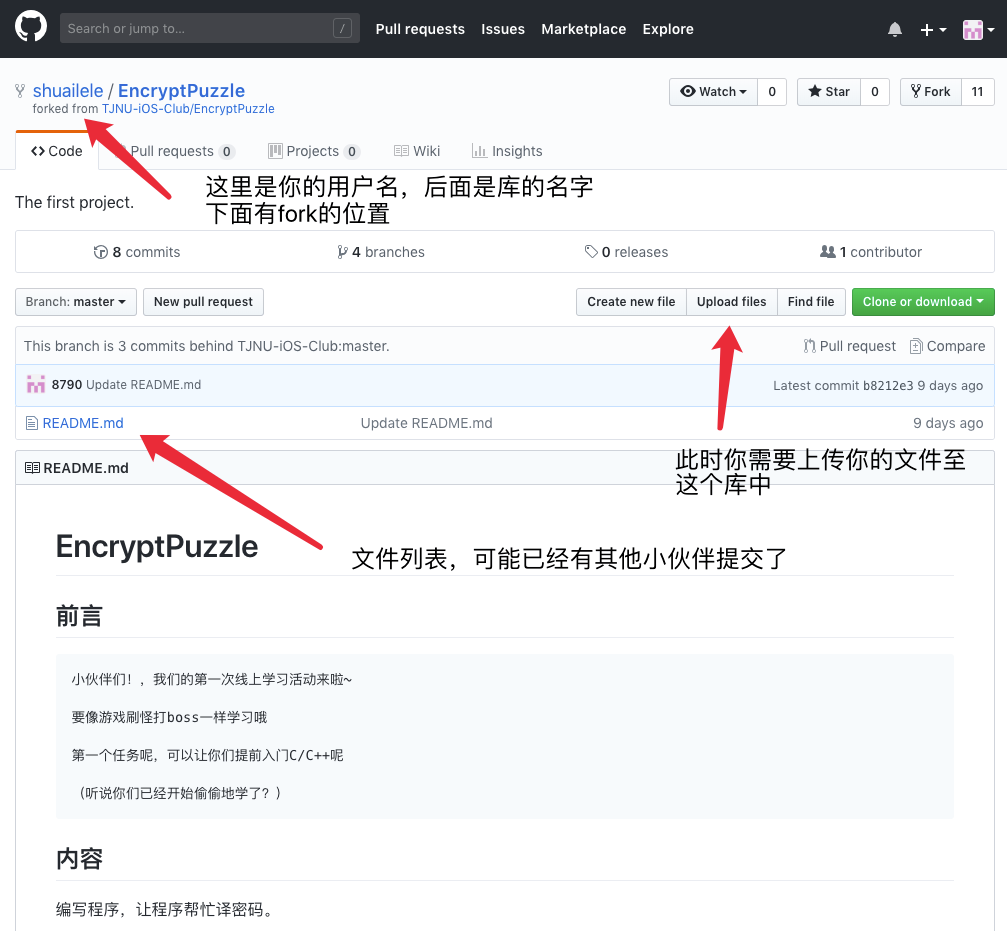 Search or jump to...
/
Pull requests Issues Marketplace Explore
shuailele / EncryptPuzzle
forked from TJNU-iOS-Club/EncryptPuzzle
Watch 0 Star 0 Fork 11
Code Pull requests 0 Projects 0 Wiki Insights
这里是你的用户名，后面是库的名字
下面有fork的位置
The first project.
8 commits 4 branches 0 releases 1 contributor
Branch: master New pull request Create new file Upload files Find file Clone or download
This branch is 3 commits behind TJNU-iOS-Club:master. Pull request Compare
8790 Update README.md Latest commit b8212e3 9 days ago
README.md Update README.md 9 days ago
此时你需要上传你的文件至
这个库中
README.md
EncryptPuzzle
文件列表，可能已经有其他小伙伴提交了
前言
小伙伴们！，我们的第一次线上学习活动来啦~
要像游戏刷怪打boss一样学习哦
第一个任务呢，可以让你们提前入门C/C++呢
（听说你们已经开始偷偷地学了？）
内容
编写程序，让程序帮忙译密码。